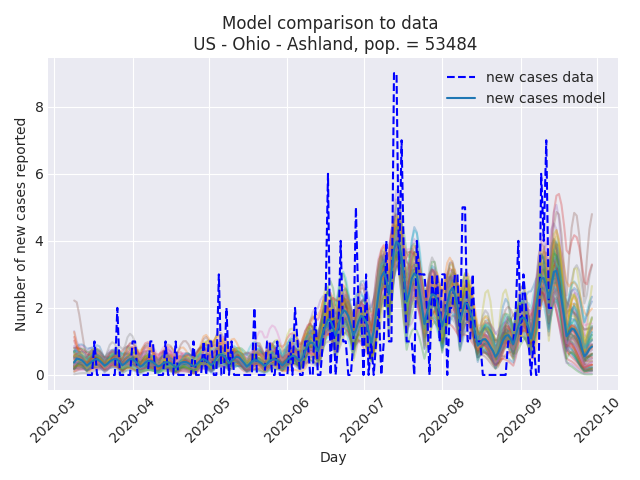 Model comparison to data
US - Ohio - Ashland, pop. = 53484
new cases data
new cases model
Number of new cases reported
8
6
4
2
0
2020-03
2020-04
2020-05
2020-06
2020-07
2020-08
2020-09
2020-10
Day